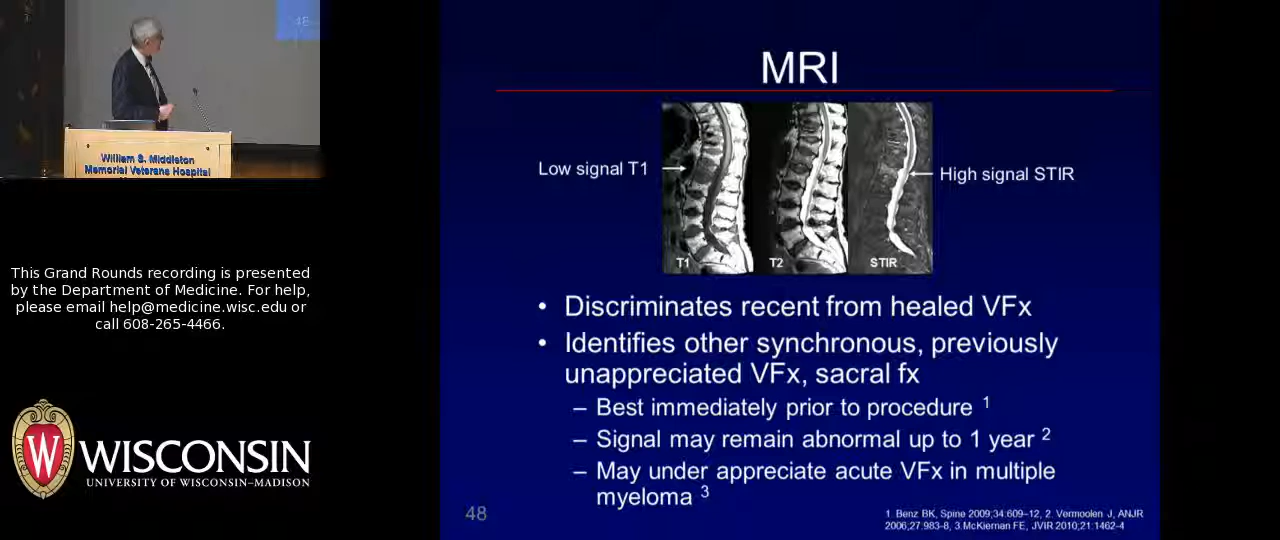 48
William S. Middleton
Memorial Veterans Hospital
This Grand Rounds recording is presented
by the Department of Medicine. For help,
please email help@medicine.wisc.edu or
call 608-265-4466.
W
WISCONSIN
UNIVERSITY OF WISCONSIN–MADISON
MRI
Low signal T1
High signal STIR
T1
T2
STIR
• Discriminates recent from healed VFx
• Identifies other synchronous, previously
unappreciated VFx, sacral fx
– Best immediately prior to procedure 1
– Signal may remain abnormal up to 1 year 2
– May under appreciate acute VFx in multiple
myeloma 3
48
1. Benz BK, Spine 2009;34:609–12, 2. Vermoolen J, ANJR
2006;27:983-8, 3.McKiernan FE, JVIR 2010;21:1462-4